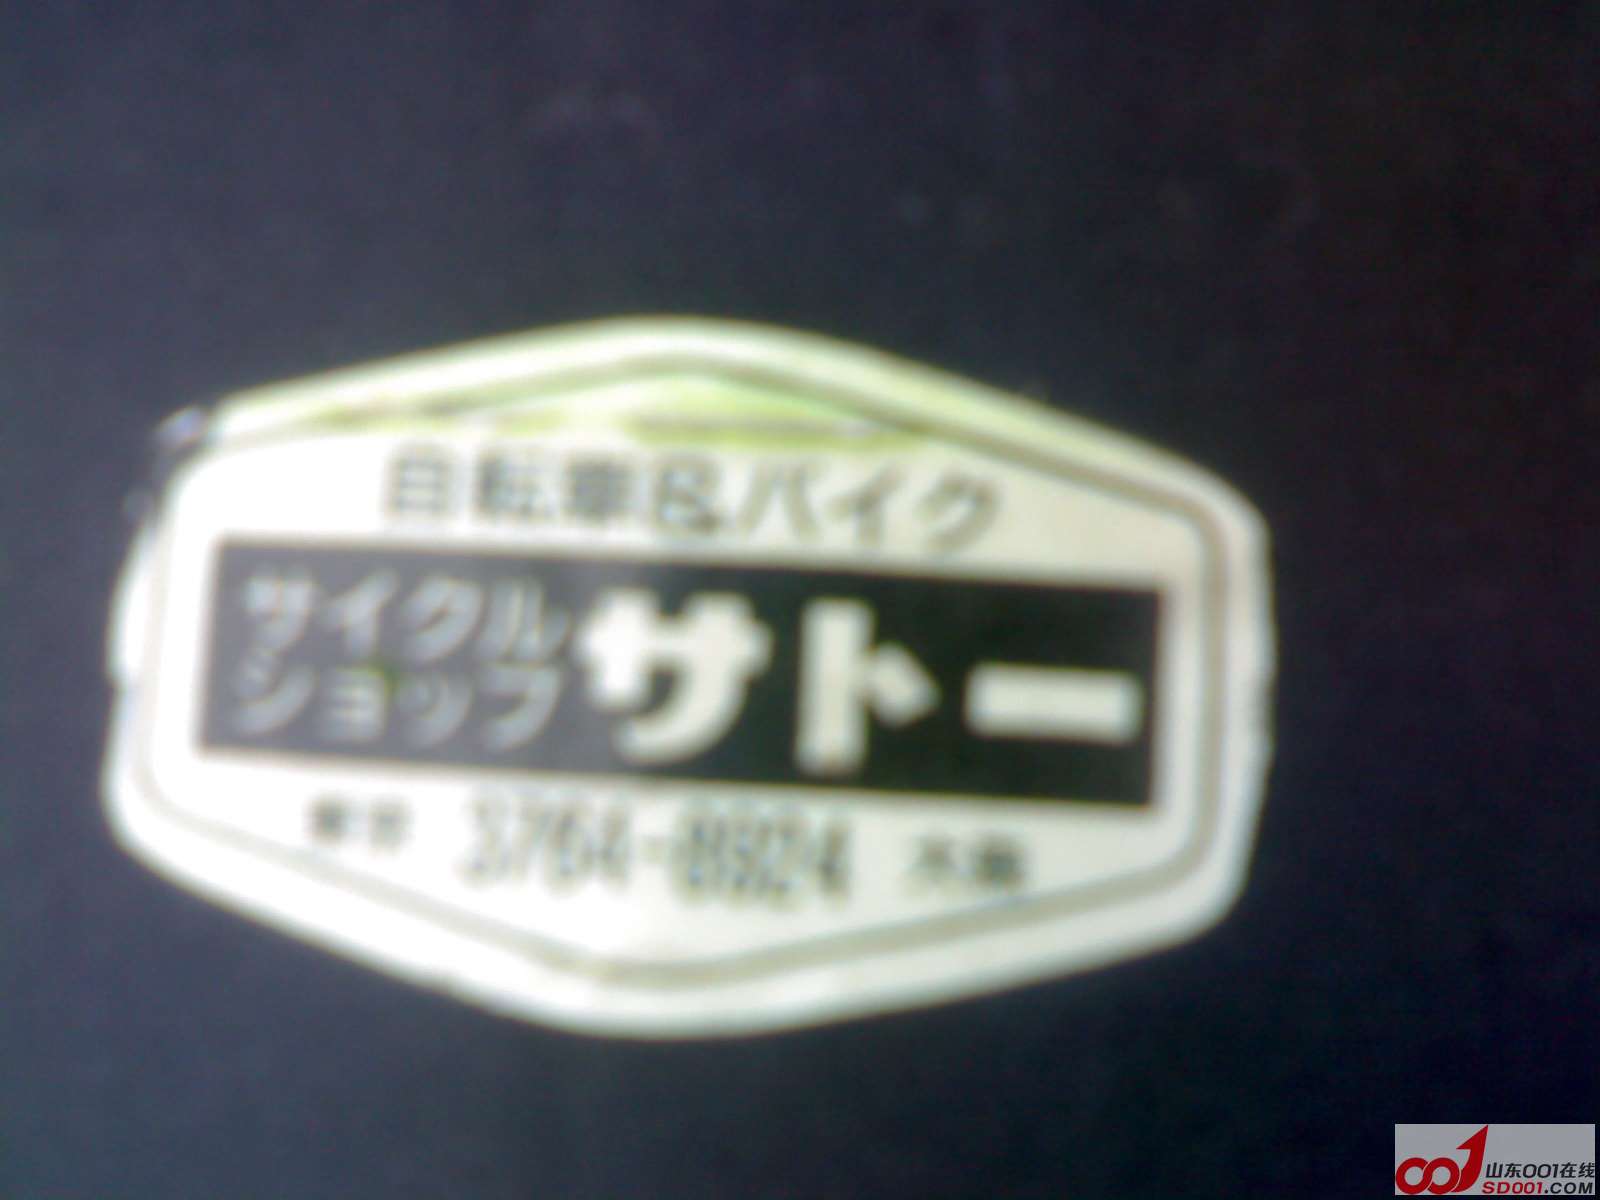 自転車&バイク
サイクル
ショップ
サトー
山东001在线
SD001.COM